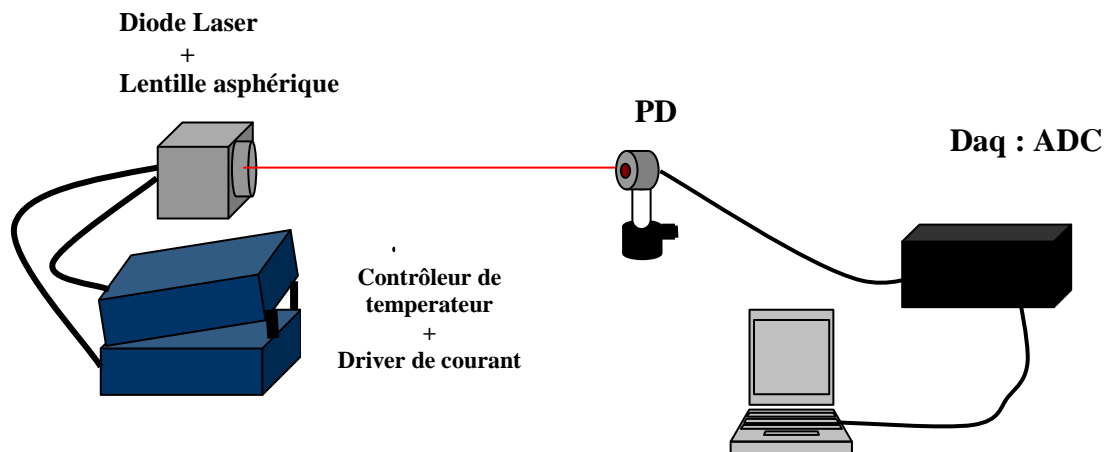 Diode Laser
+
Lentille asphérique
PD
Daq : ADC
Contrôleur de
temperateur
+
Driver de courant